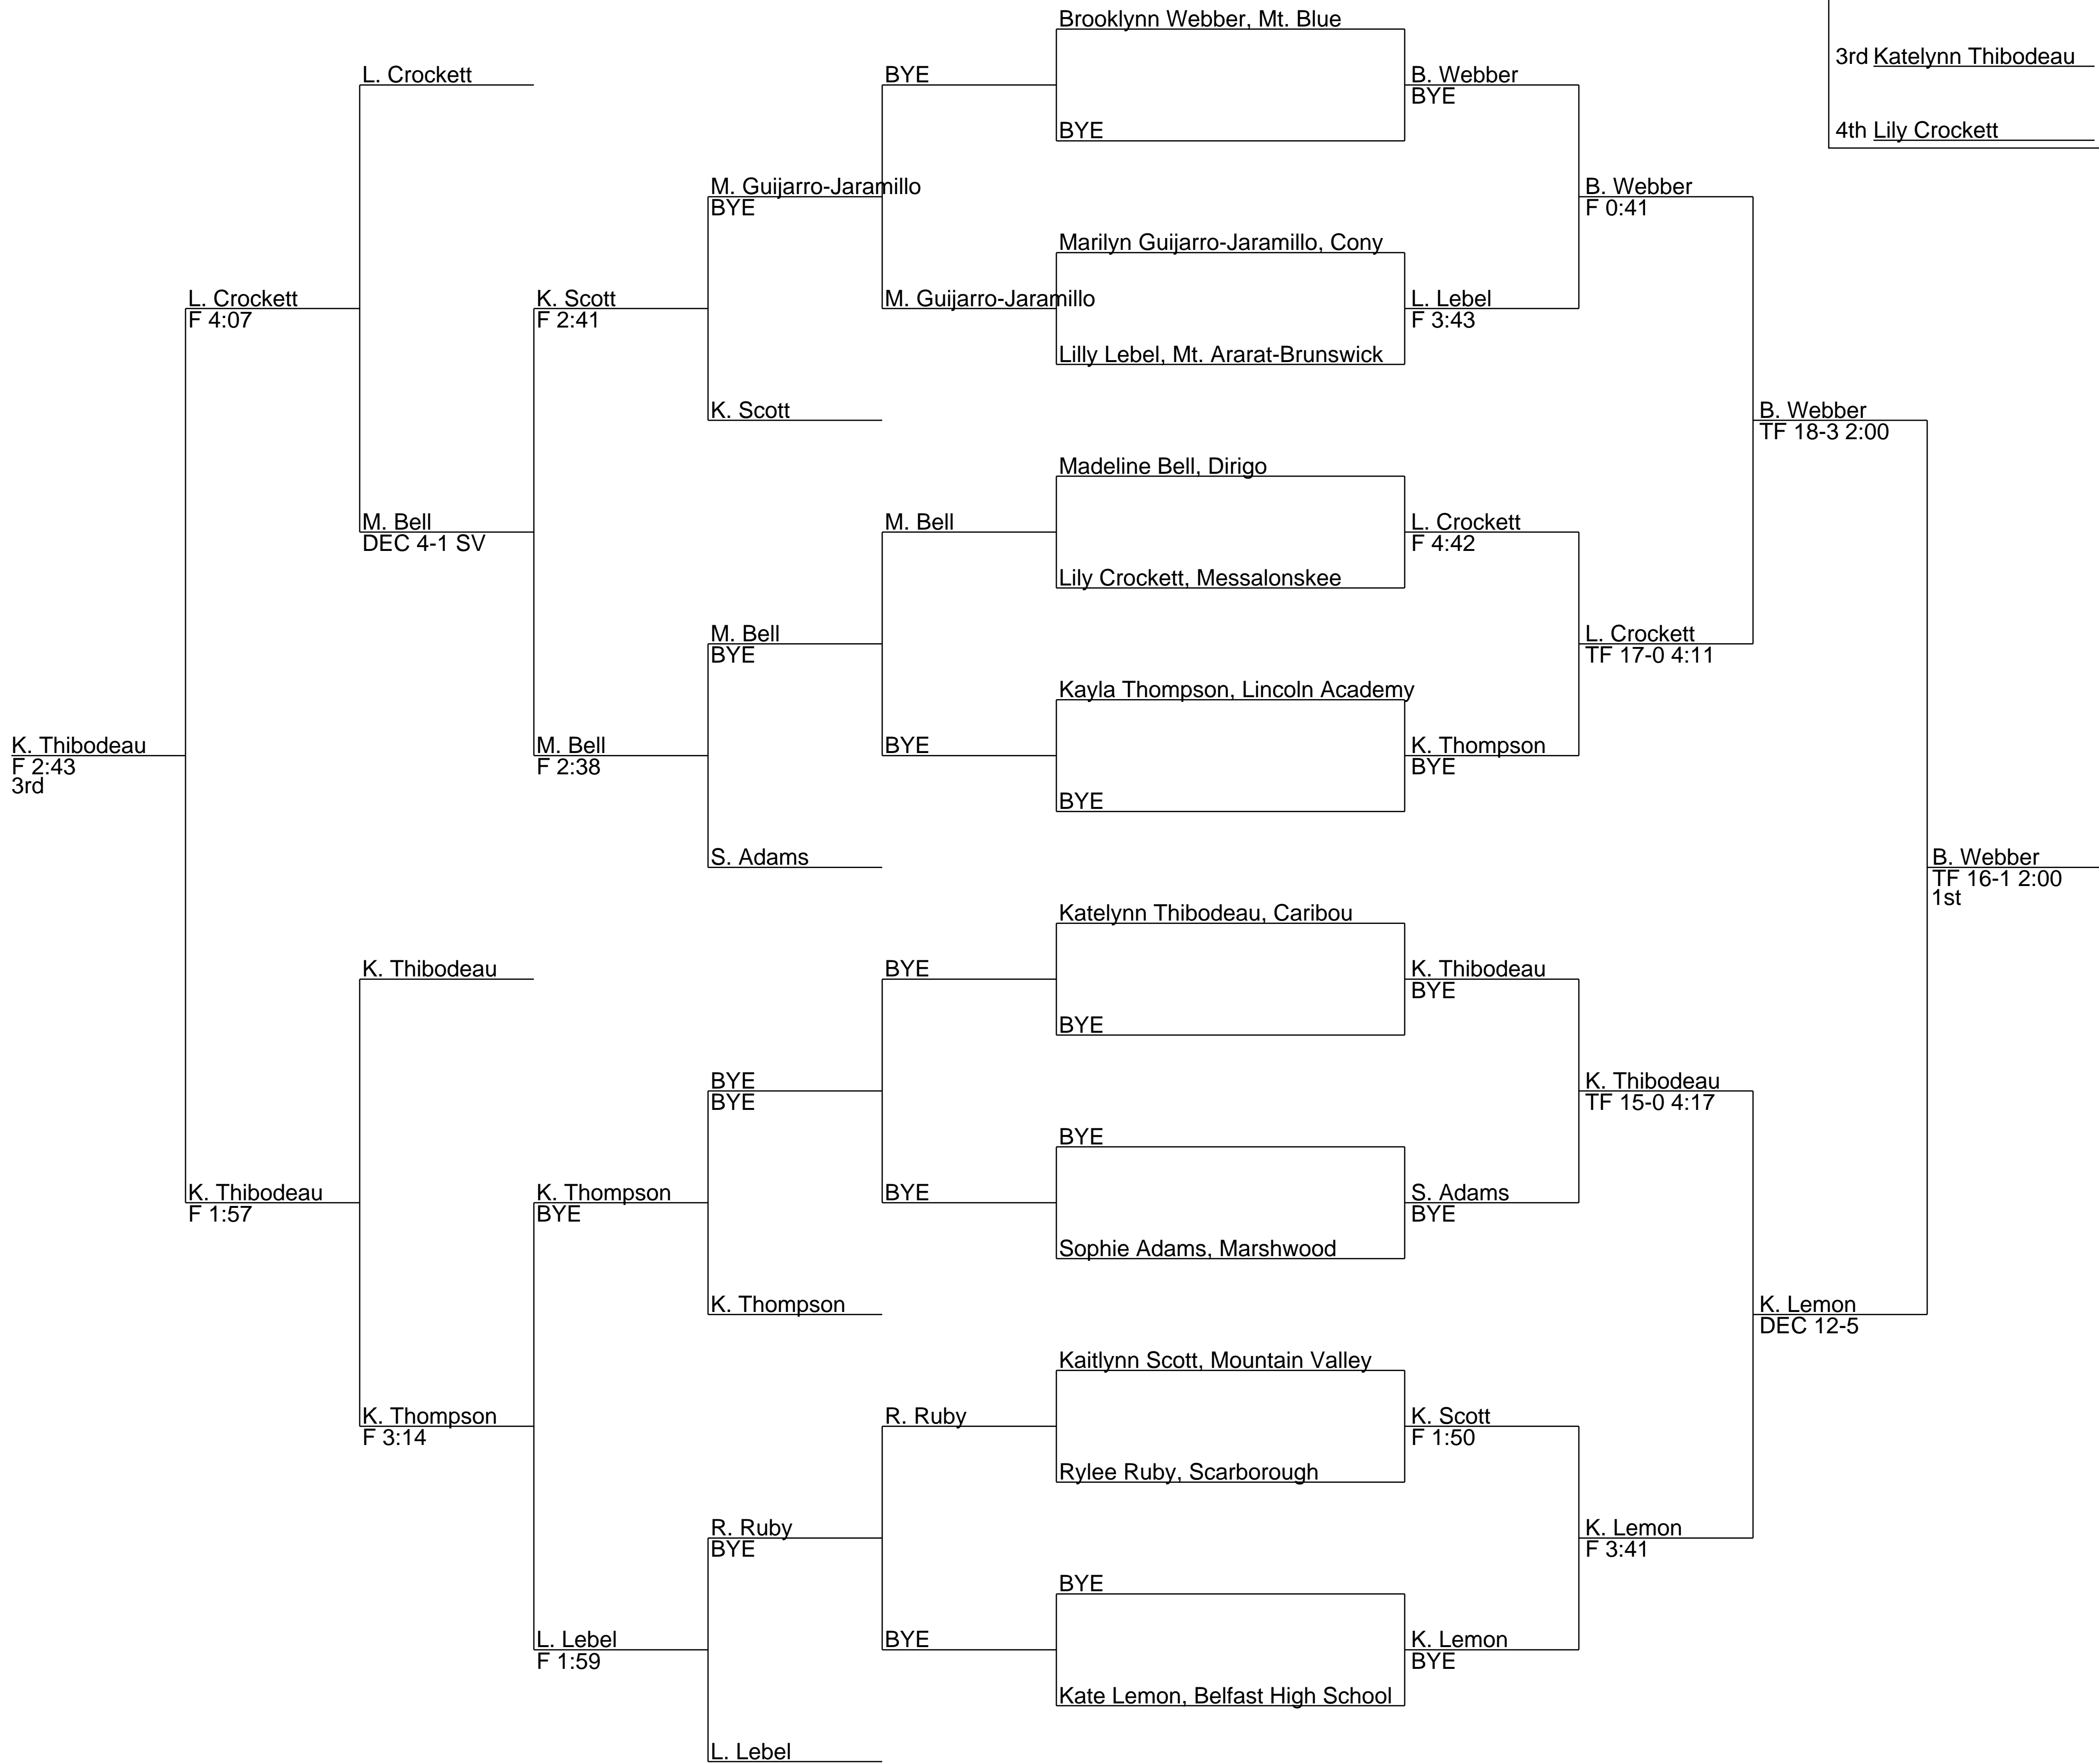 Brooklynn Webber, Mt. Blue
3rd Katelynn Thibodeau
L. Crockett
BYE
B. Webber
BYE
BYE
4th Lily Crockett
M. Guijarro-Jaramillo
BYE
B. Webber
F 0:41
Marilyn Guijarro-Jaramillo, Cony
L. Crockett
F 4:07
K. Scott
F 2:41
M. Guijarro-Jaramillo
L. Lebel
F 3:43
Lilly Lebel, Mt. Ararat-Brunswick
K. Scott
B. Webber
TF 18-3 2:00
Madeline Bell, Dirigo
M. Bell
DEC 4-1 SV
M. Bell
L. Crockett
F 4:42
Lily Crockett, Messalonskee
M. Bell
BYE
L. Crockett
TF 17-0 4:11
Kayla Thompson, Lincoln Academy
K. Thibodeau
F 2:43
3rd
M. Bell
F 2:38
BYE
K. Thompson
BYE
BYE
S. Adams
B. Webber
TF 16-1 2:00
1st
Katelynn Thibodeau, Caribou
K. Thibodeau
BYE
K. Thibodeau
BYE
BYE
BYE
BYE
K. Thibodeau
TF 15-0 4:17
BYE
K. Thibodeau
F 1:57
K. Thompson
BYE
BYE
S. Adams
BYE
Sophie Adams, Marshwood
K. Thompson
K. Lemon
DEC 12-5
Kaitlynn Scott, Mountain Valley
K. Thompson
F 3:14
R. Ruby
K. Scott
F 1:50
Rylee Ruby, Scarborough
R. Ruby
BYE
K. Lemon
F 3:41
BYE
L. Lebel
F 1:59
BYE
K. Lemon
BYE
Kate Lemon, Belfast High School
L. Lebel